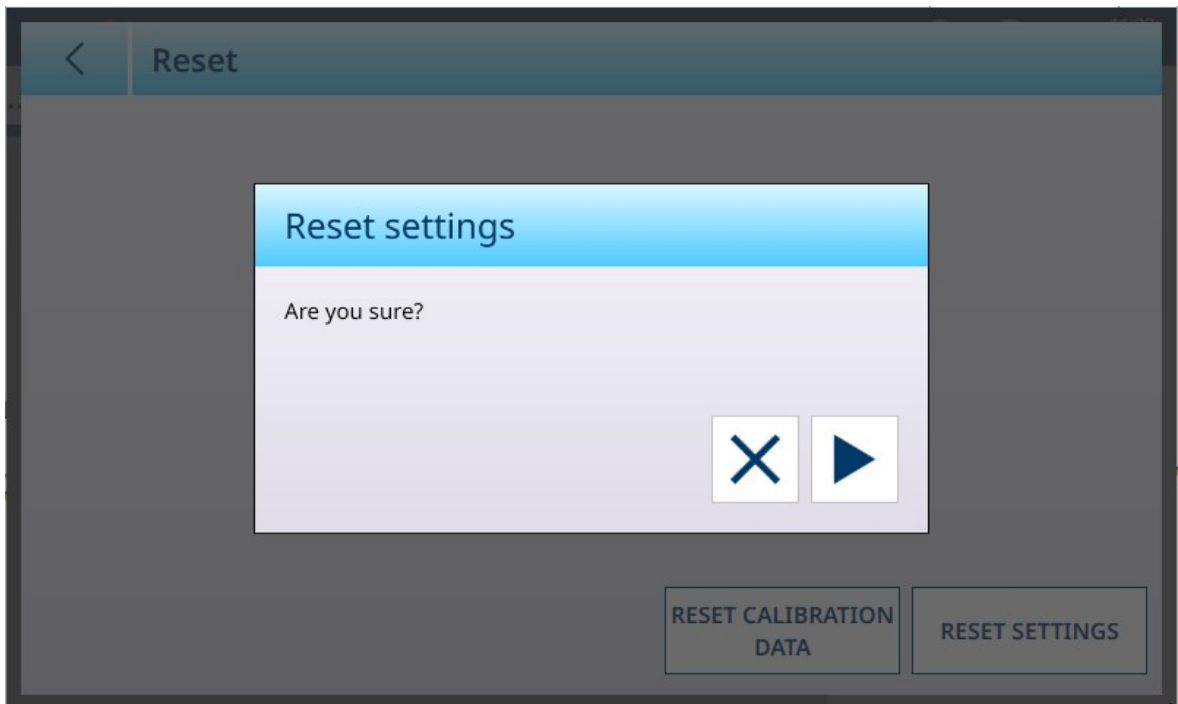 Reset
Reset settings
Are you sure?
RESET CALIBRATION
DATA
RESET SETTINGS